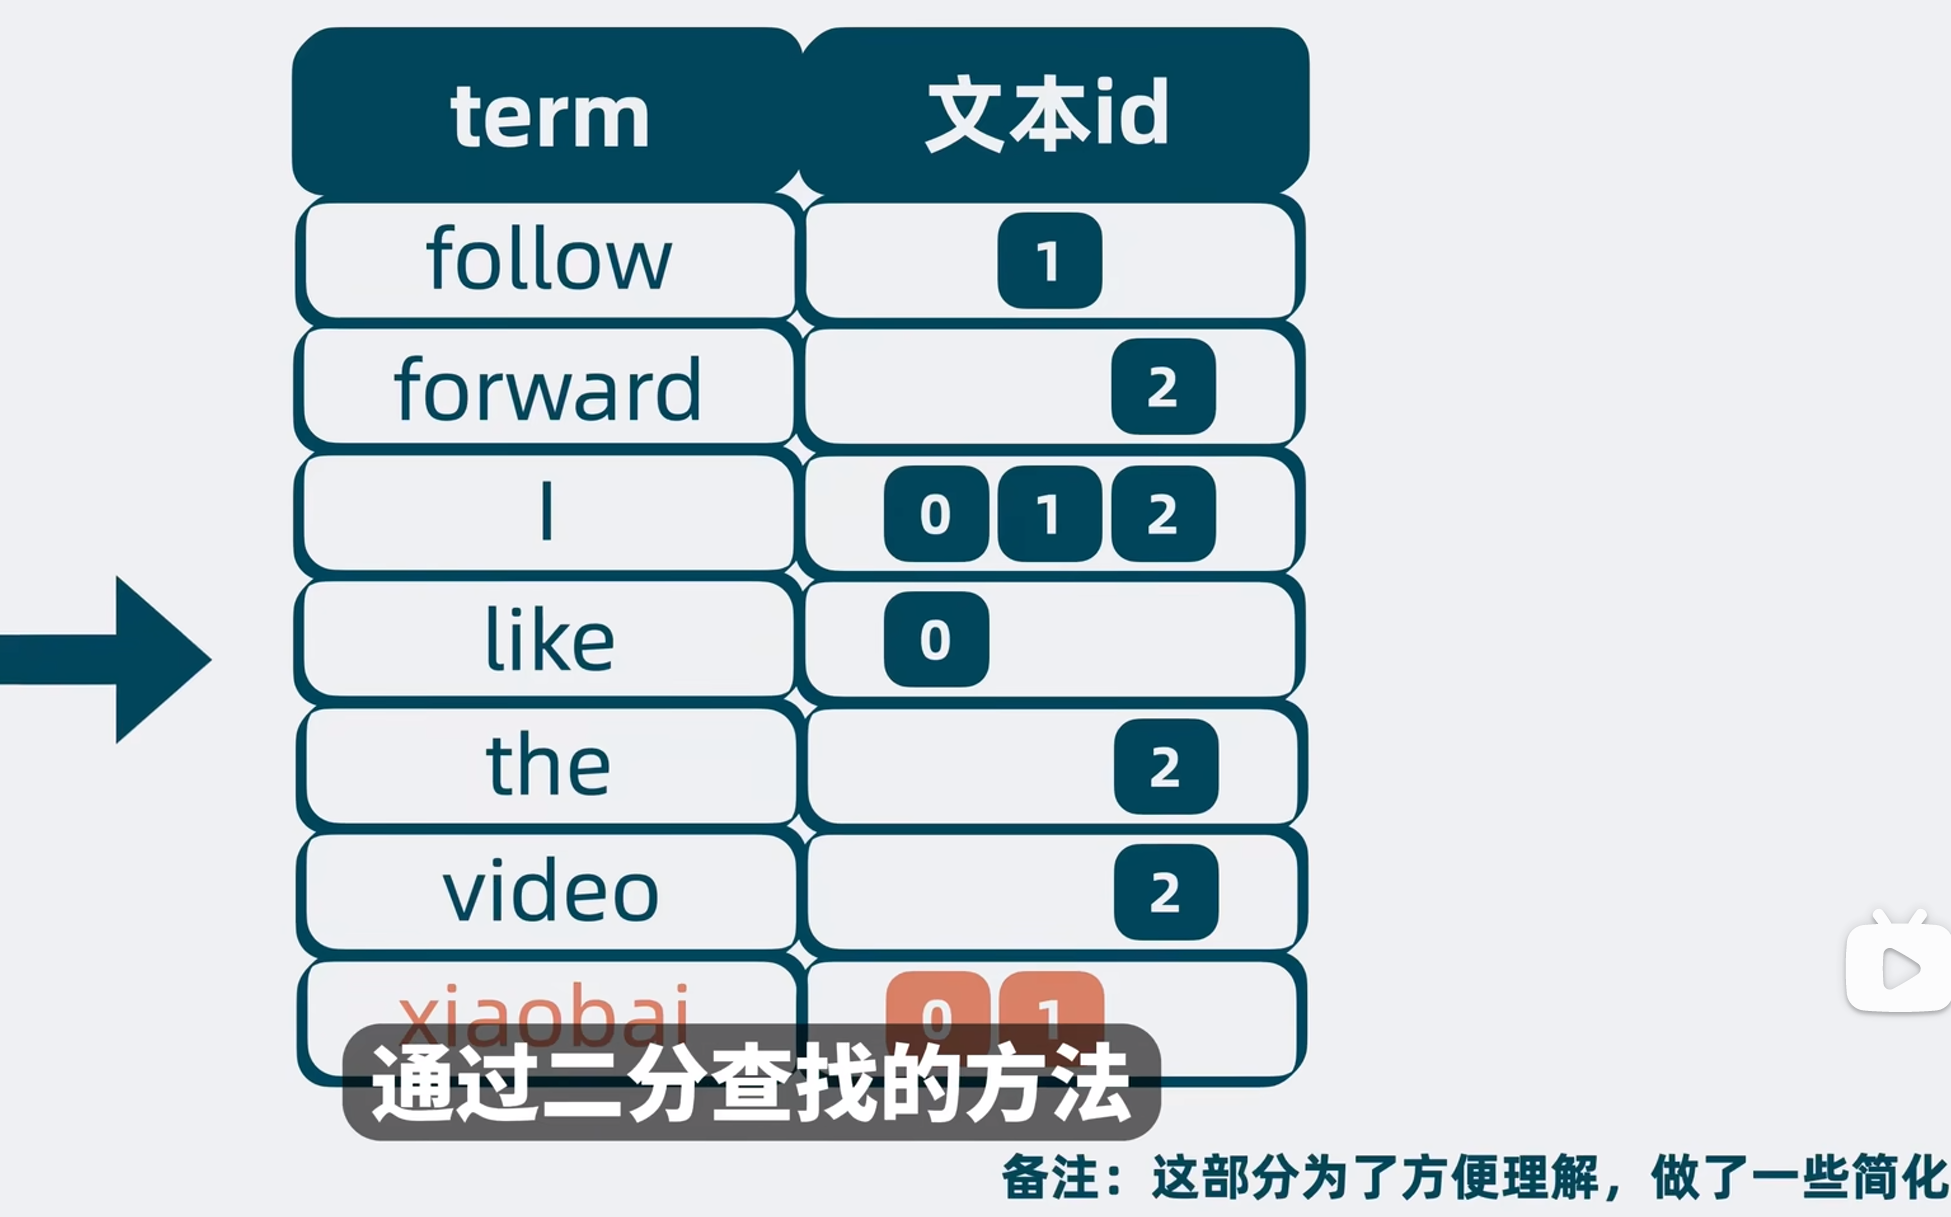 term 文本id
follow 1
forward 2
I 0 1 2
like 0
the 2
video 2
xiaobai 0 1
通过二分查找的方法
备注：这部分为了方便理解，做了一些简化